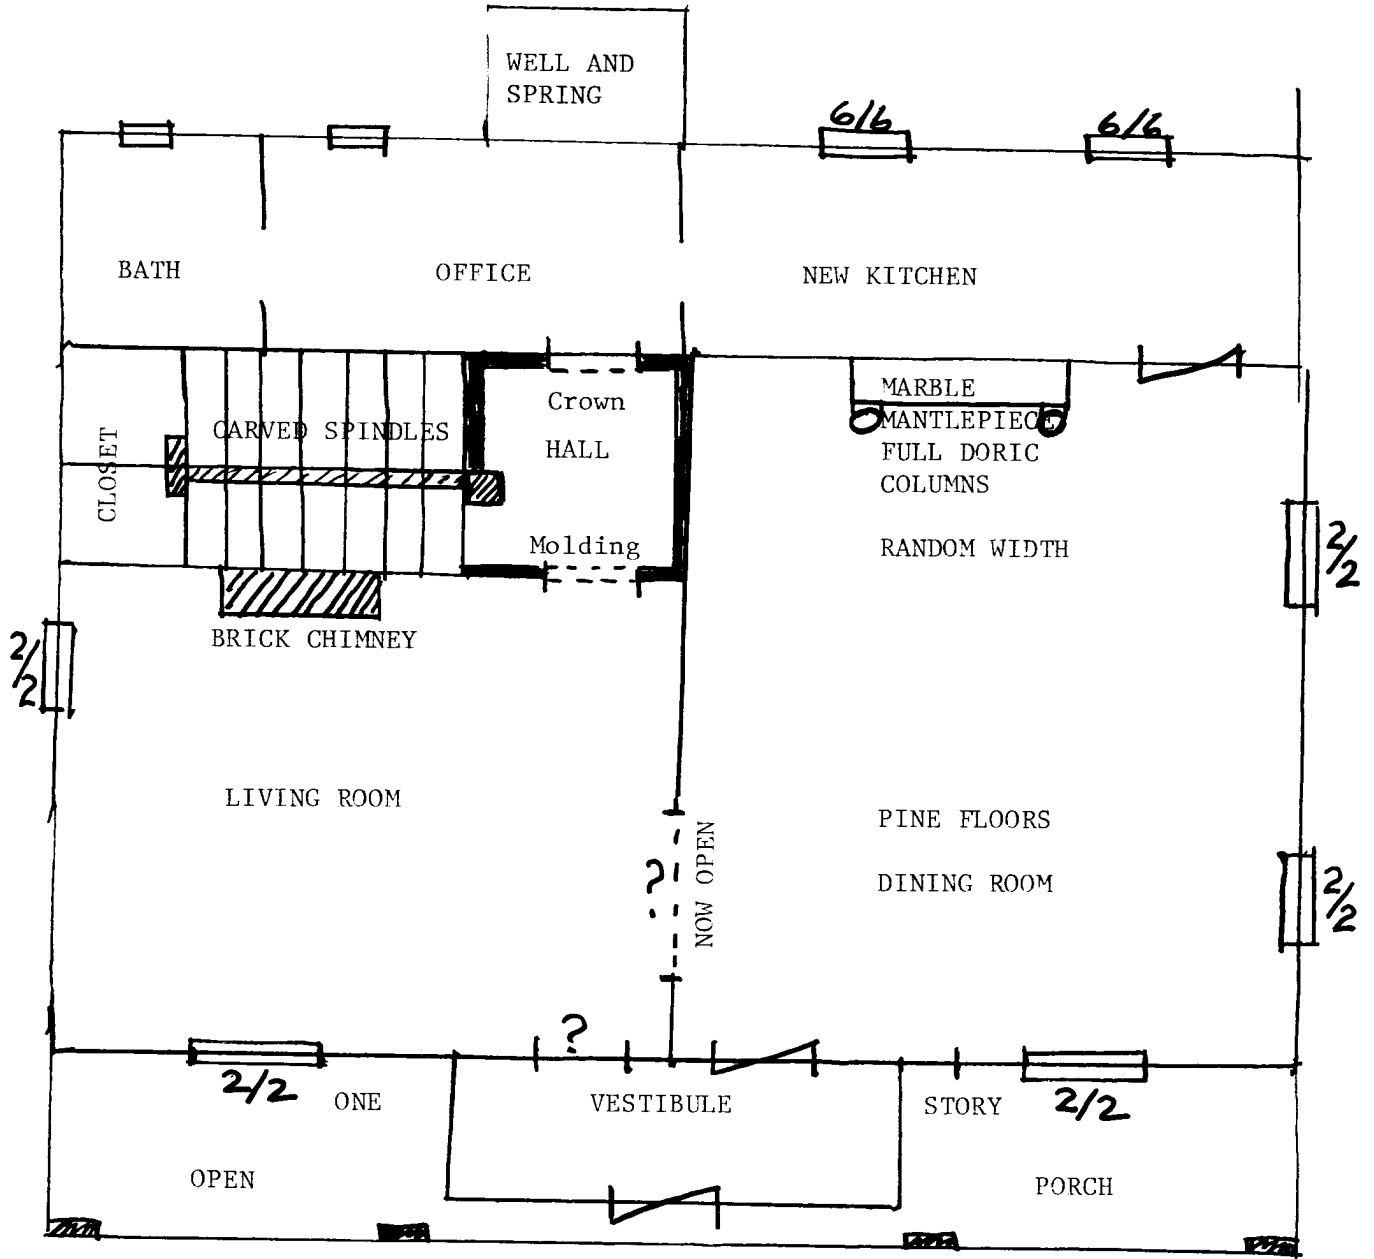 WELL AND
SPRING
6/6
6/6
BATH
OFFICE
NEW KITCHEN
CLOSET
CARVED SPINDLES
Crown
HALL
Molding
MARBLE
MANTLEPIECE
FULL DORIC
COLUMNS
RANDOM WIDTH
2/2
BRICK CHIMNEY
2/2
LIVING ROOM
PINE FLOORS
DINING ROOM
?
NOW OPEN
2/2
?
2/2
ONE
VESTIBULE
STORY
2/2
OPEN
PORCH